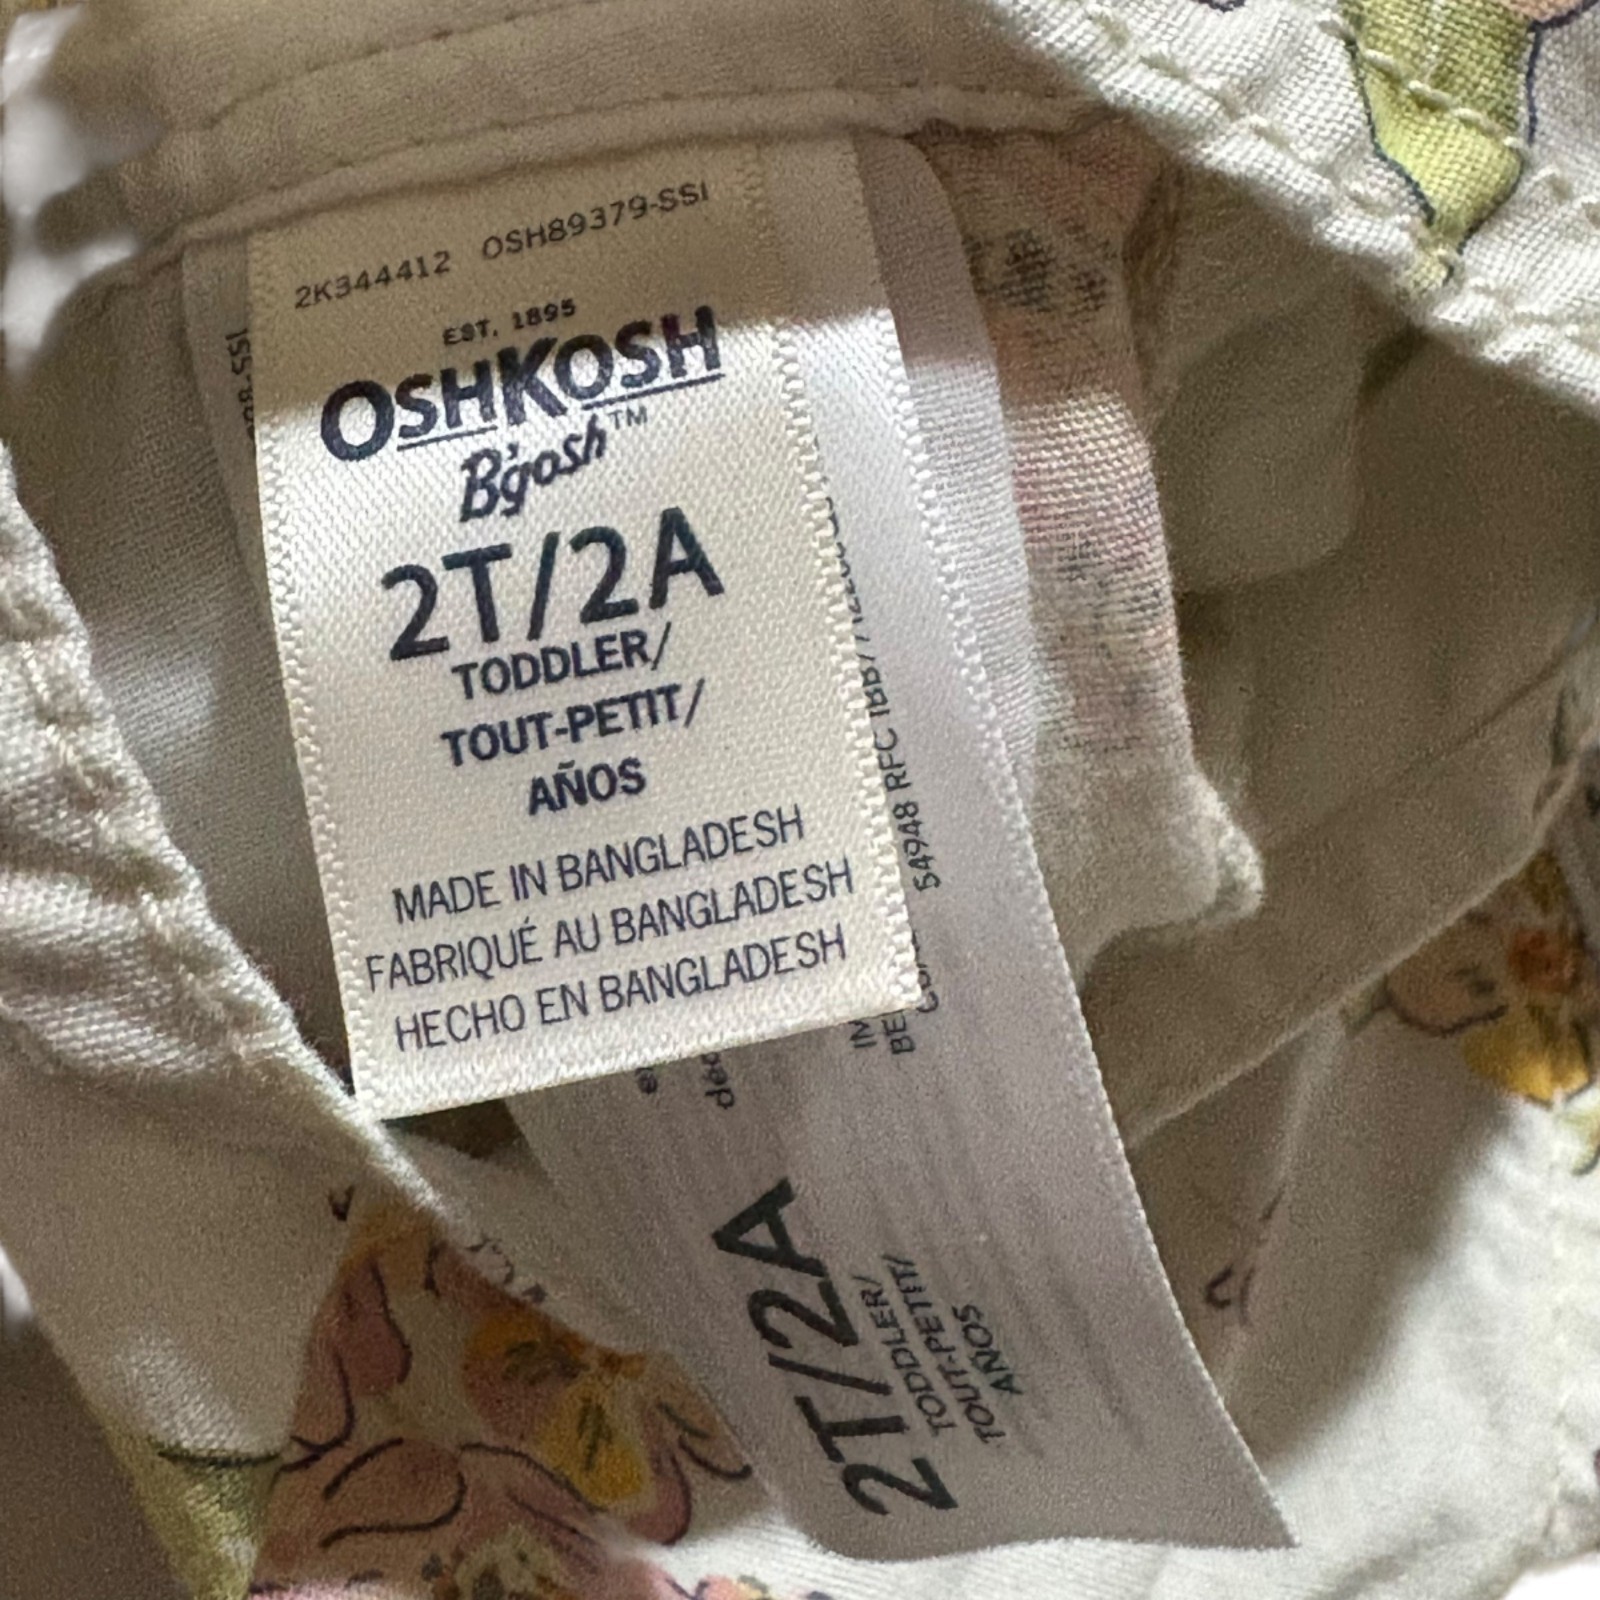 2K344412 OSH89379-SSI
EST. 1895
OSHKOSH
B'gosh™
2T/2A
TODDLER/
TOUT-PETIT/
AÑOS
MADE IN BANGLADESH
FABRIQUÉ AU BANGLADESH
HECHO EN BANGLADESH
54948 RFC
2T/2A
TODDLER/
TOUT-PETIT/
AÑOS